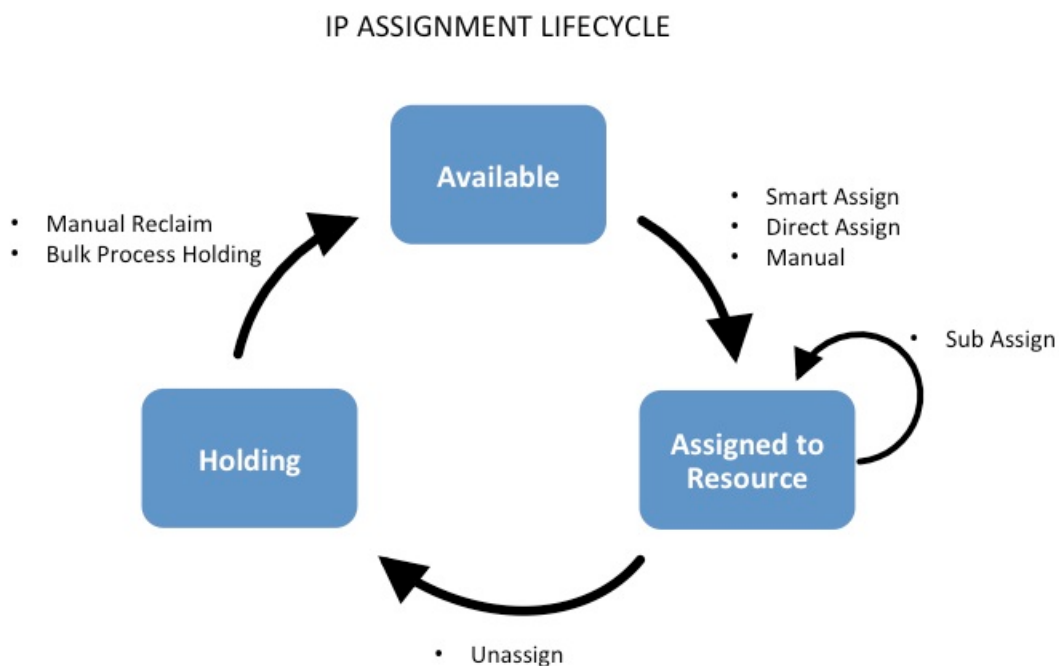 IP ASSIGNMENT LIFECYCLE
Available
• Manual Reclaim
• Bulk Process Holding
• Smart Assign
• Direct Assign
• Manual
• Sub Assign
Holding
Assigned to
Resource
• Unassign